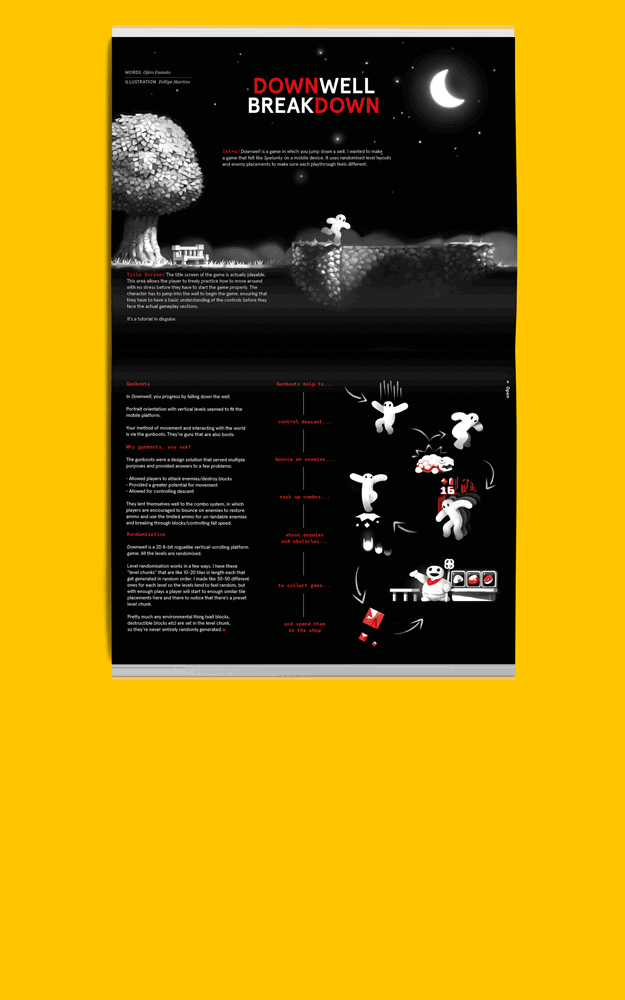 WORDS Ojiro Fumoto
ILLUSTRATION Fellipe Martins
DOWNWELL
BREAKDOWN
Intro/ Downwell is a game in which you jump down a well. I wanted to make
a game that felt like Spelunky on a mobile device. It uses randomised level layouts
and enemy placements to make sure each playthrough feels different.
Title Screen/ The title screen of the game is actually playable.
This area allows the player to freely practice how to move around
with no stress before they have to start the game properly. The
character has to jump into the well to begin the game, ensuring that
they have to have a basic understanding of the controls before they
face the actual gameplay sections.
It's a tutorial in disguise.
Gunboots
In Downwell, you progress by falling down the well.
Portrait orientation with vertical levels seemed to fit the
mobile platform.
Your method of movement and interacting with the world
is via the gunboots. They're guns that are also boots.
Why gunboots, you ask?
The gunboots were a design solution that served multiple
purposes and provided answers to a few problems:
- Allowed players to attack enemies/destroy blocks
- Provided a greater potential for movement
- Allowed for controlling descent
They lent themselves well to the combo system, in which
players are encouraged to bounce on enemies to restore
ammo and use the limited ammo for un-landable enemies
and breaking through blocks/controlling fall speed.
Randomisation
Downwell is a 2D 8-bit roguelike vertical-scrolling platform
game. All the levels are randomised.
Level randomisation works in a few ways. I have these
"level chunks" that are like 10-20 tiles in length each that
get generated in random order. I made like 30-50 different
ones for each level so the levels tend to feel random, but
with enough plays a player will start to enough similar tile
placements here and there to notice that there's a preset
level chunk.
Pretty much any environmental thing (wall blocks,
destructible blocks etc) are set in the level chunk,
so they're never entirely randomly generated.
Gunboots help to...
control descent...
bounce on enemies...
rack up combos...
shoot enemies
and obstacles...
to collect gems...
and spend them
in the shop
16
+ Open